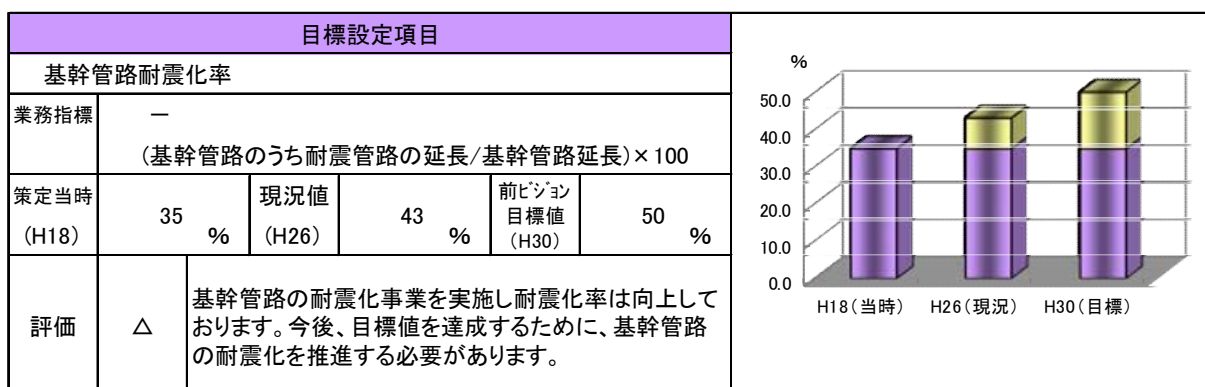 目標設定項目
基幹管路耐震化率
業務指標
－
(基幹管路のうち耐震管路の延長/基幹管路延長)×100
策定当時
(H18)
35
%
現況値
(H26)
43
%
前ビジョン
目標値
(H30)
50
%
評価
△
基幹管路の耐震化事業を実施し耐震化率は向上して
おります。今後、目標値を達成するために、基幹管路
の耐震化を推進する必要があります。
%
50.0
40.0
30.0
20.0
10.0
0.0
H18(当時)
H26(現況)
H30(目標)